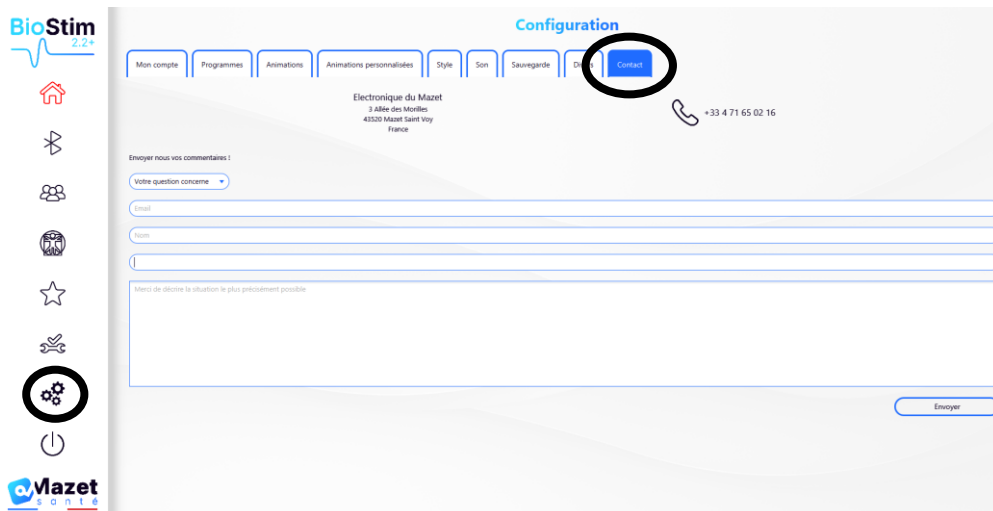 BioStim
2.2+
Configuration
Mon compte
Programmes
Animations
Animations personnalisées
Style
Son
Sauvegarde
Contact
Electronique du Mazet
3 Allée des Morilles
43520 Mazet Saint Voy
France
+33 4 71 65 02 16
Envoyer nous vos commentaires !
Votre question concerne
Email
Nom
Merci de décrire la situation le plus précisément possible
Envoyer
Mazet
santé